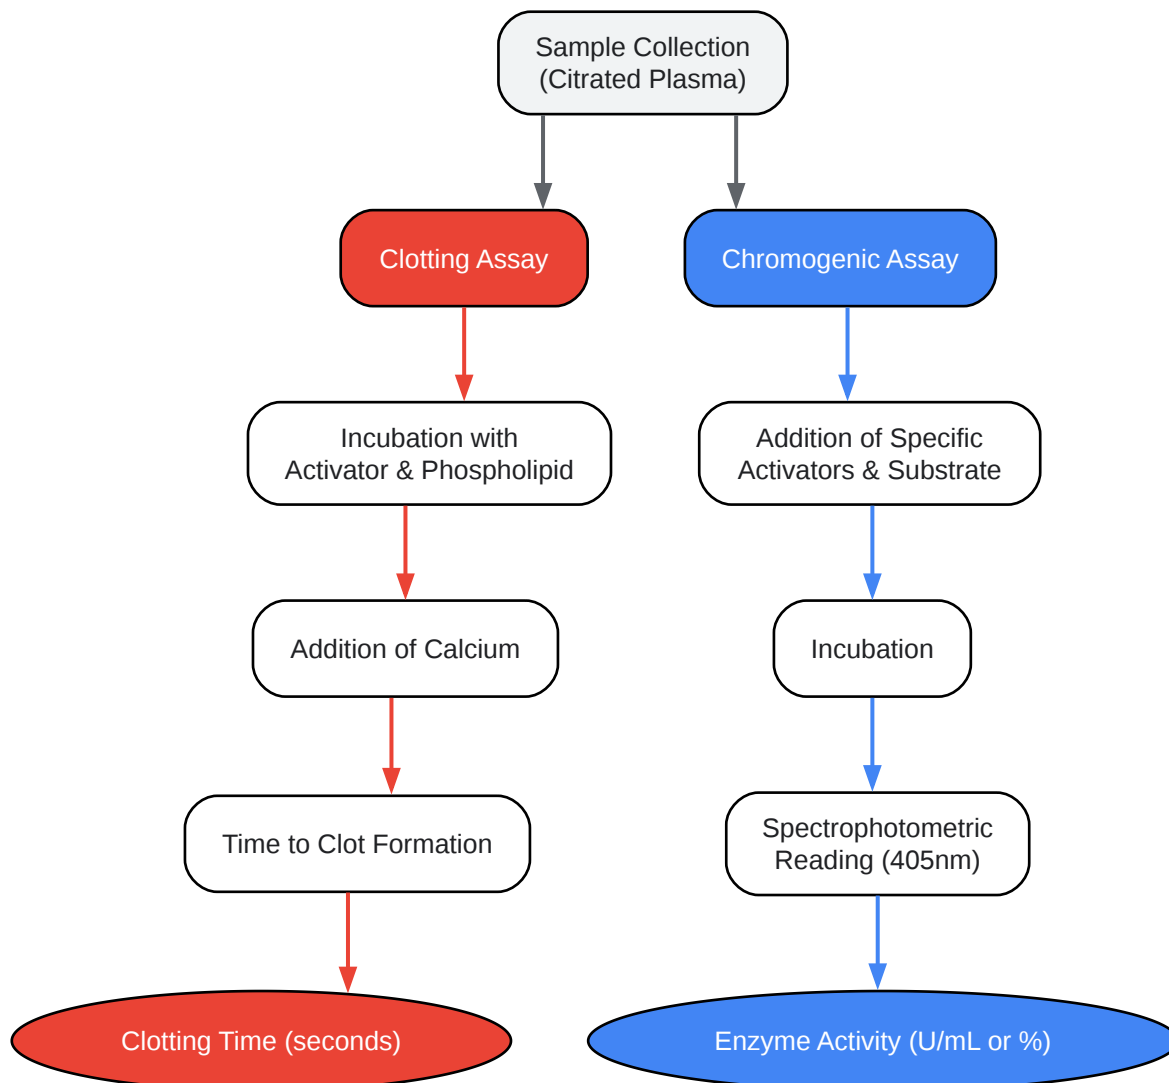 Sample Collection
(Citrated Plasma)
Clotting Assay
Chromogenic Assay
Incubation with
Activator & Phospholipid
Addition of Specific
Activators & Substrate
Addition of Calcium
Incubation
Time to Clot Formation
Spectrophotometric
Reading (405nm)
Clotting Time (seconds)
Enzyme Activity (U/mL or %)